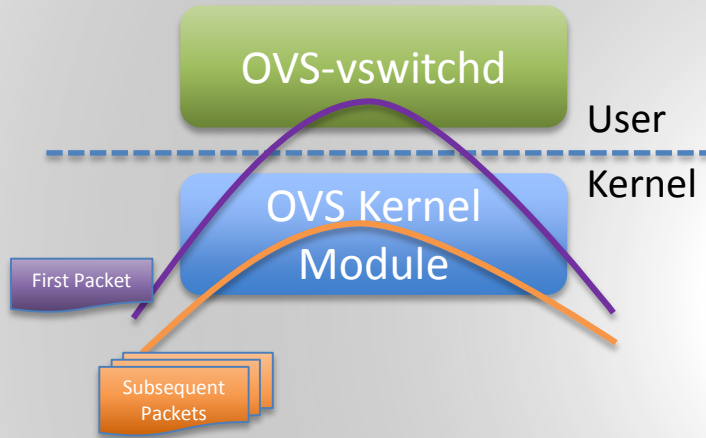 OVS-vswitchd
User
Kernel
OVS Kernel
Module
First Packet
Subsequent
Packets